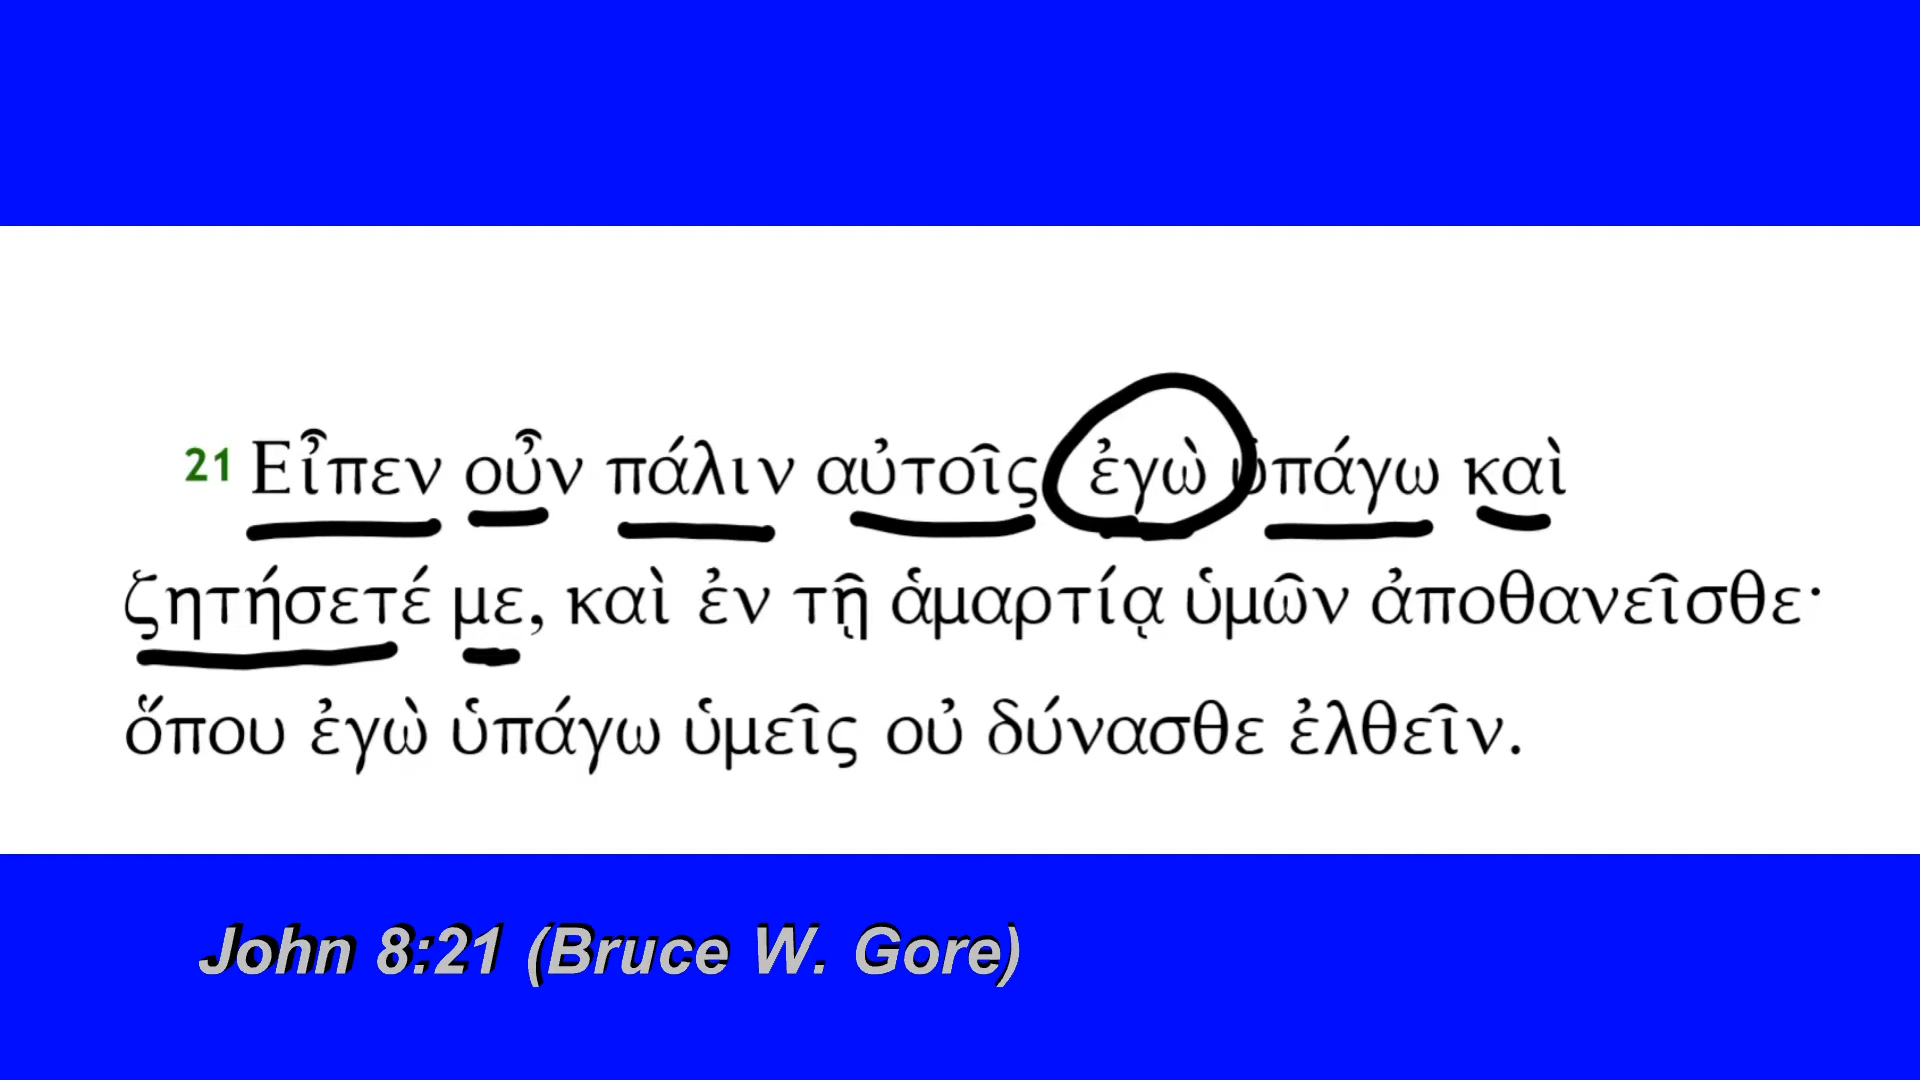 21 Εἶπεν οὖν πάλιν αὐτοῖς ἐγὼ ὑπάγω καὶ
ζητήσετέ με, καὶ ἐν τῇ ἁμαρτίᾳ ὑμῶν ἀποθανεῖσθε·
ὅπου ἐγὼ ὑπάγω ὑμεῖς οὐ δύνασθε ἐλθεῖν.
John 8:21 (Bruce W. Gore)